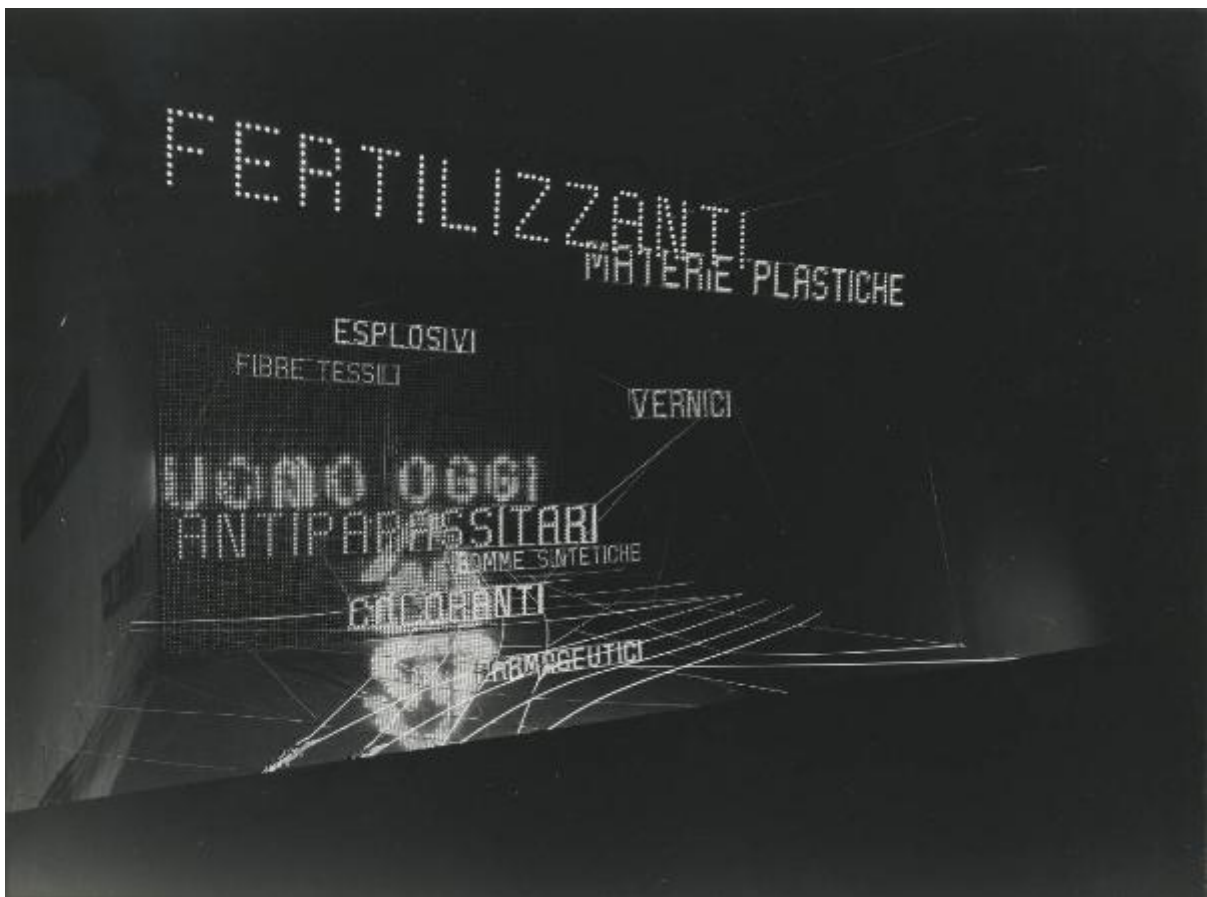 FERTILIZZANTI
MATERIE PLASTICHE
ESPLOSIVI
FIBRE TESSILI
VERNICI
UOMO OGGI
ANTIPARASSITARI
GOMME SINTETICHE
COLORANTI
FARMACEUTICI